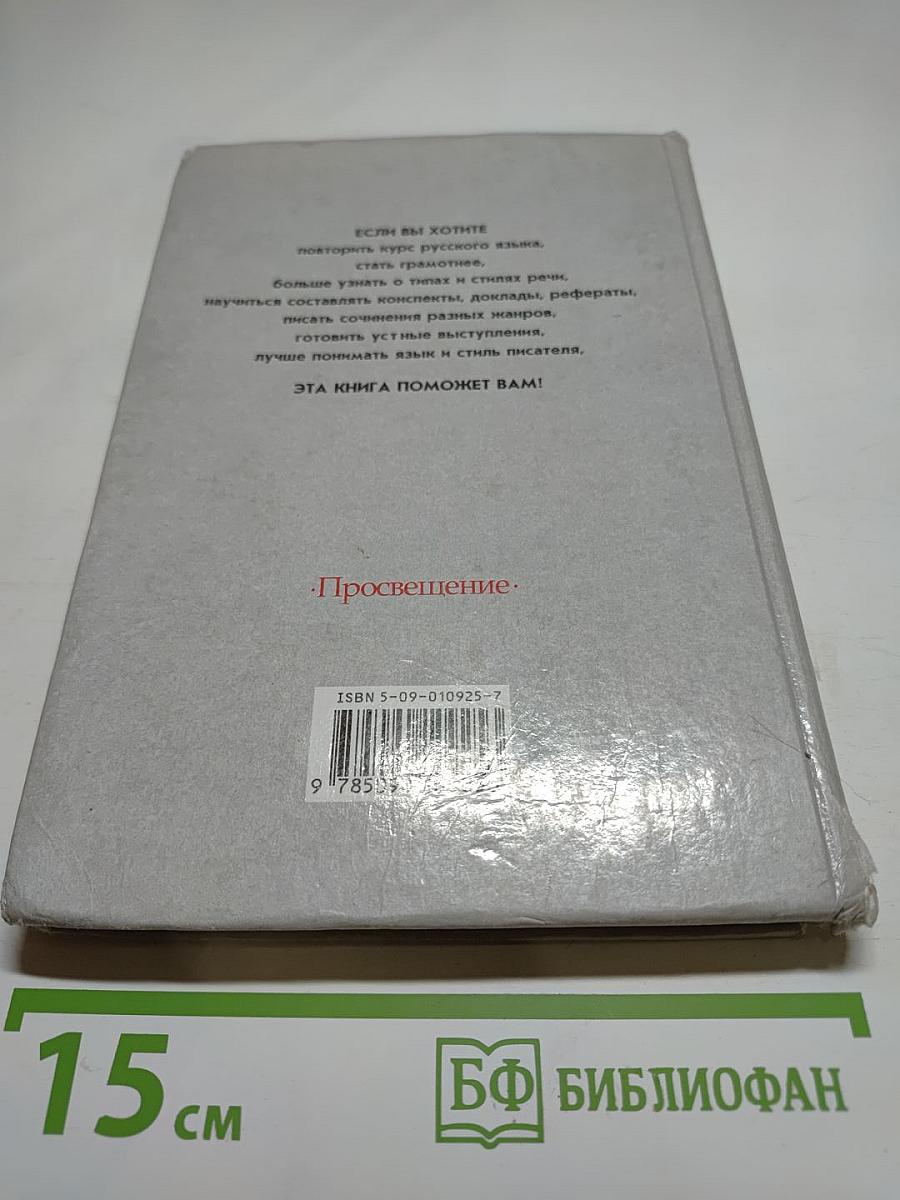 ЕСЛИ ВЫ ХОТИТЕ
повторить курс русского языка,
стать грамотнее,
больше узнать о типах и стилях речи,
научиться составлять конспекты, доклады, рефераты,
писать сочинения разных жанров,
готовить устные выступления,
лучше понимать язык и стиль писателя,
ЭТА КНИГА ПОМОЖЕТ ВАМ!
·Просвещение·
ISBN 5-09-010925-7
9 78509
15 см
БФ БИБЛИОФАН